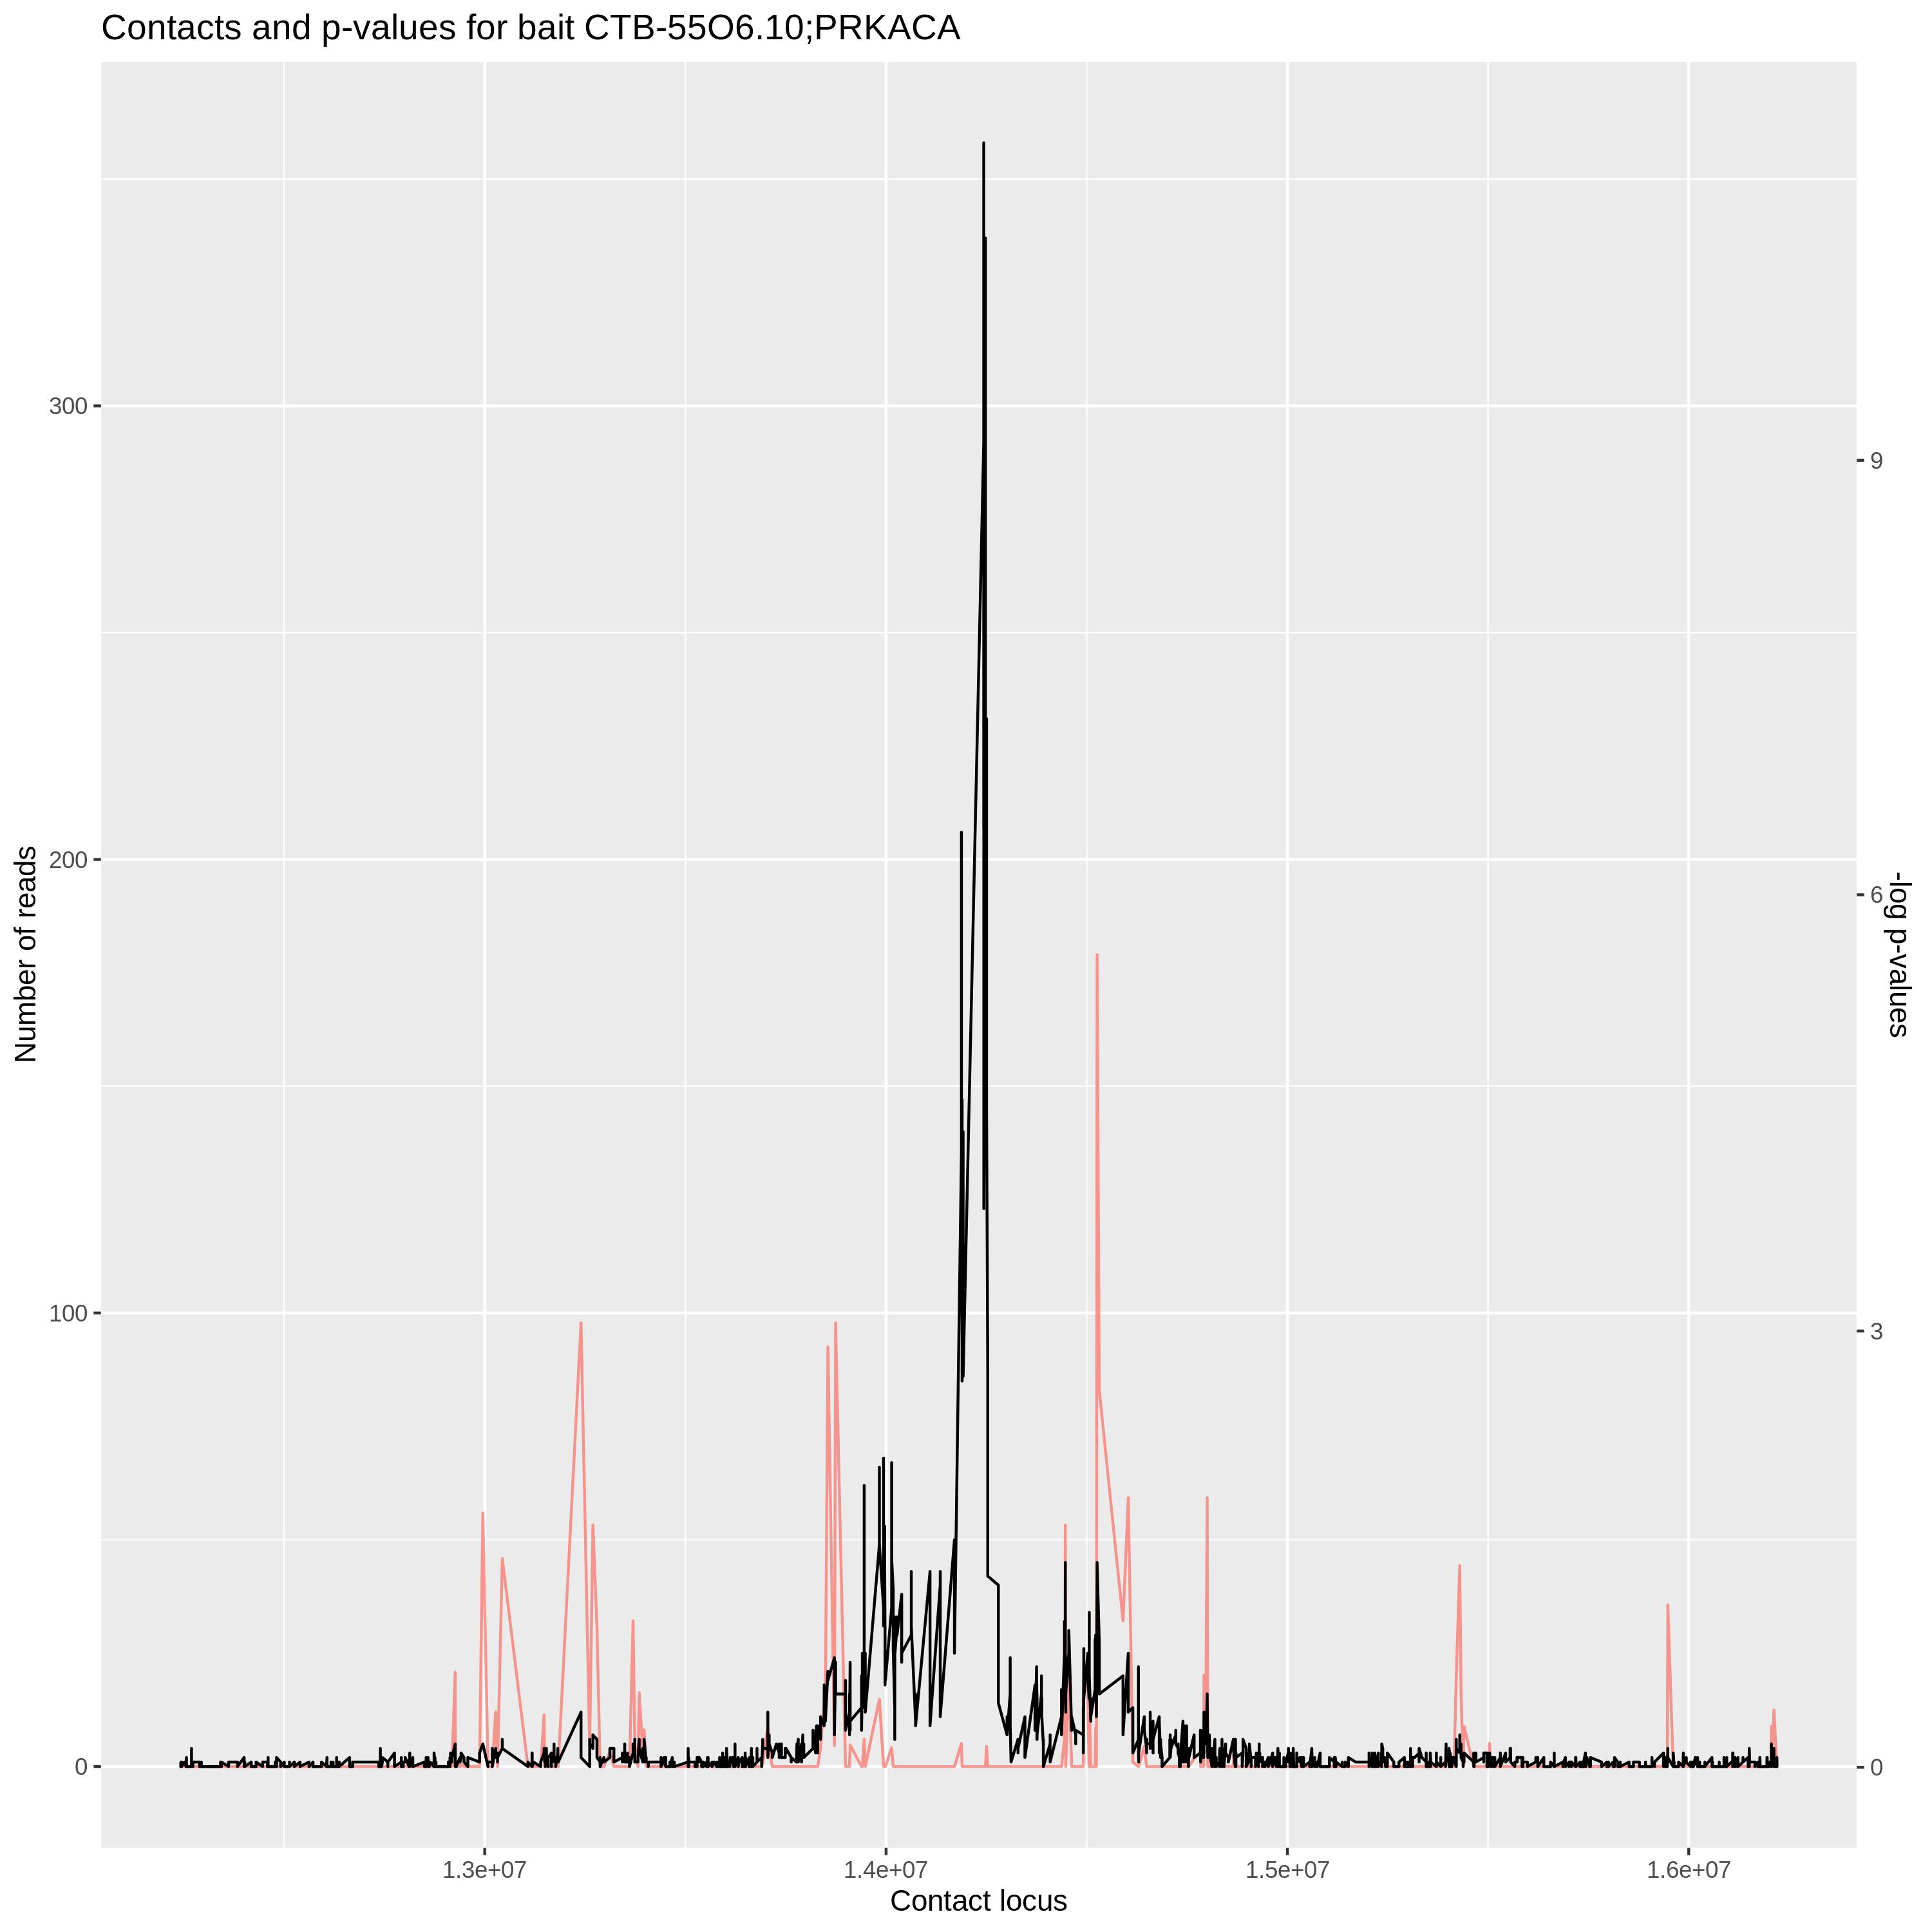 Contacts and p-values for bait CTB-55O6.10;PRKACA
300
200
100
0
Number of reads
9
6
3
0
-log p-values
1.3e+07
1.4e+07
1.5e+07
1.6e+07
Contact locus